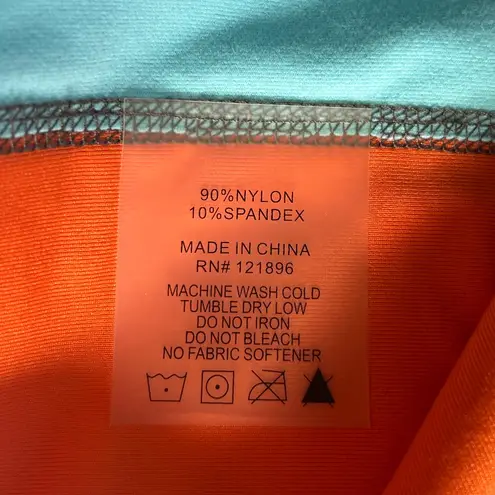 90%NYLON
10%SPANDEX
MADE IN CHINA
RN# 121896
MACHINE WASH COLD
TUMBLE DRY LOW
DO NOT IRON
DO NOT BLEACH
NO FABRIC SOFTENER